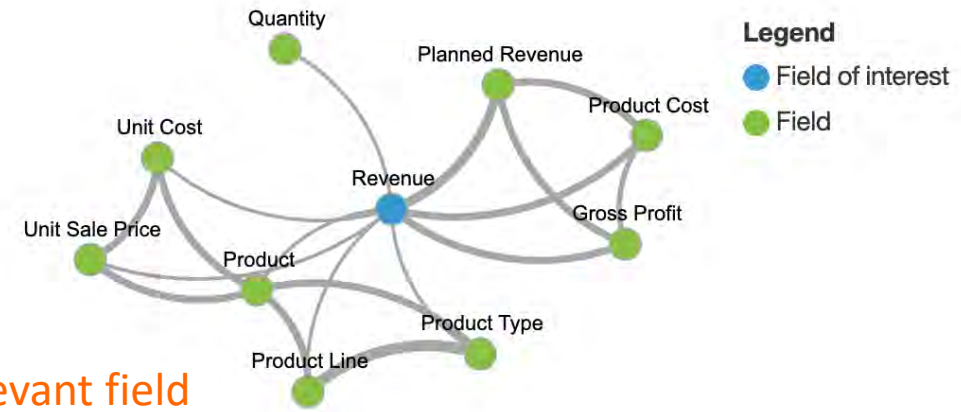 Quantity
Planned Revenue
Product Cost
Unit Cost
Revenue
Gross Profit
Unit Sale Price
Product
Product Type
Product Line
Legend
Field of interest
Field
field